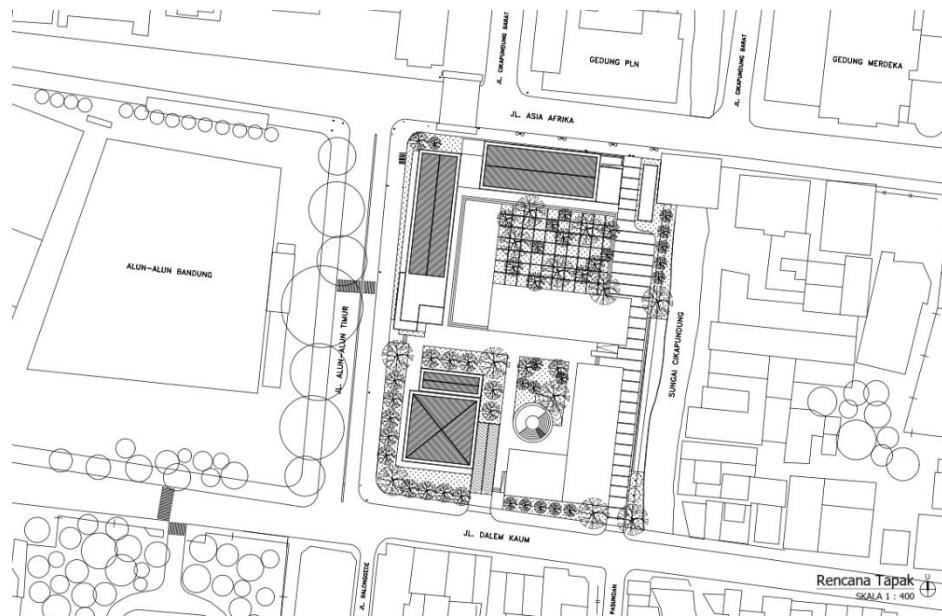 JL. CIKAPUNDUNG BARAT
GEDUNG PLN
JL. CIKAPUNDUNG BARAT
GEDUNG MERDEKA
JL. ASIA AFRIKA
ALUN-ALUN BANDUNG
JL. ALUN-ALUN TIMUR
SUNGAI CIKAPUNDUNG
JL. DALEM KAUM
JL. BALONGGEDE
PASUNDAN
Rencana Tapak
SKALA 1 : 400
U